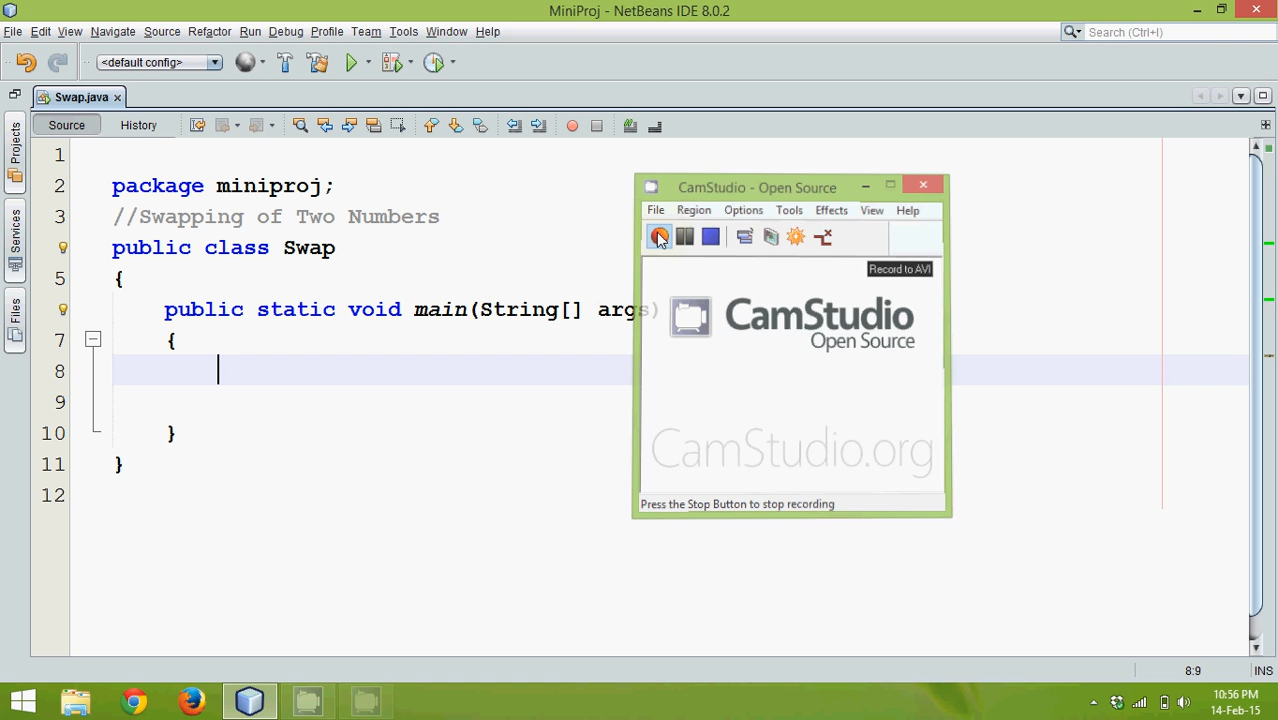 MiniProj - NetBeans IDE 8.0.2
File Edit View Navigate Source Refactor Run Debug Profile Team Tools Window Help
Search (Ctrl+I)
<default config>
Swap.java
Source History
Projects
Services
Files
1
2 package miniproj;
3 //Swapping of Two Numbers
public class Swap
5 {
public static void main(String[] args)
7 {
8
9
10 }
11 }
12
CamStudio - Open Source
File Region Options Tools Effects View Help
Record to AVI
CamStudio
Open Source
CamStudio.org
Press the Stop Button to stop recording
8:9 INS
10:56 PM
14-Feb-15